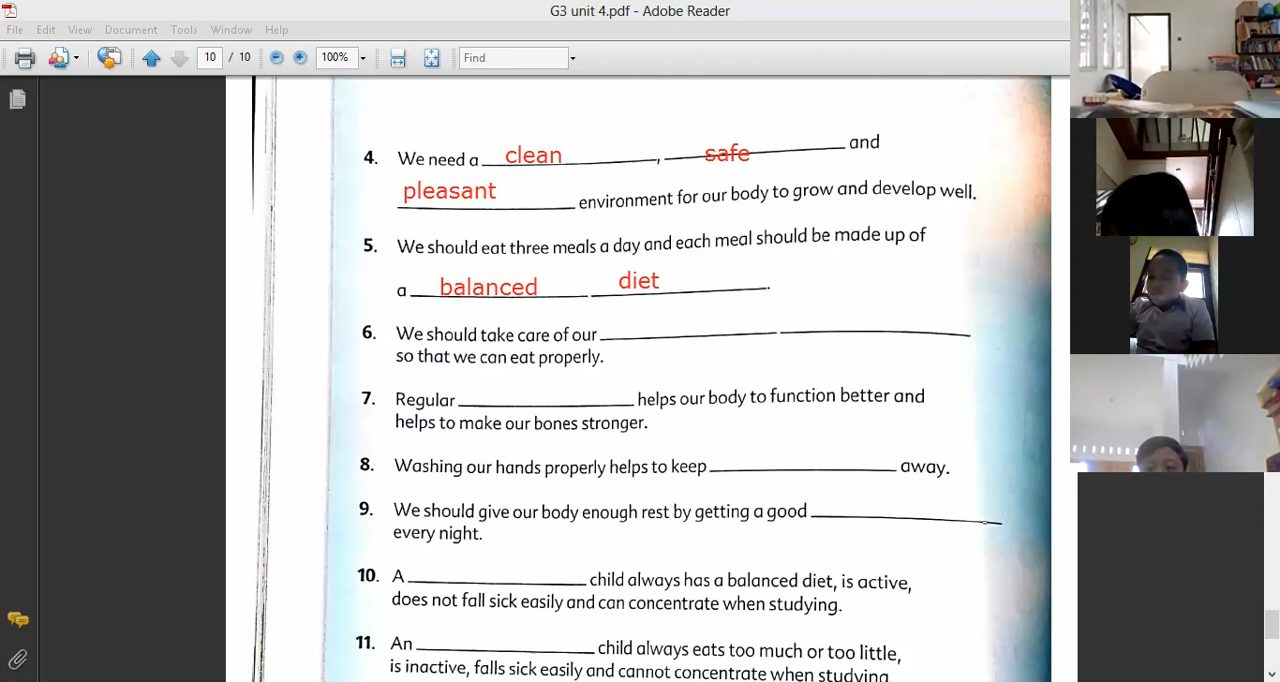 G3 unit 4.pdf - Adobe Reader
File Edit View Document Tools Window Help
10 / 10 100% Find
4. We need a clean, safe and
pleasant environment for our body to grow and develop well.
5. We should eat three meals a day and each meal should be made up of
a balanced diet.
6. We should take care of our
so that we can eat properly.
7. Regular helps our body to function better and
helps to make our bones stronger.
8. Washing our hands properly helps to keep away.
9. We should give our body enough rest by getting a good
every night.
10. A child always has a balanced diet, is active,
does not fall sick easily and can concentrate when studying.
11. An child always eats too much or too little,
is inactive, falls sick easily and cannot concentrate when studying